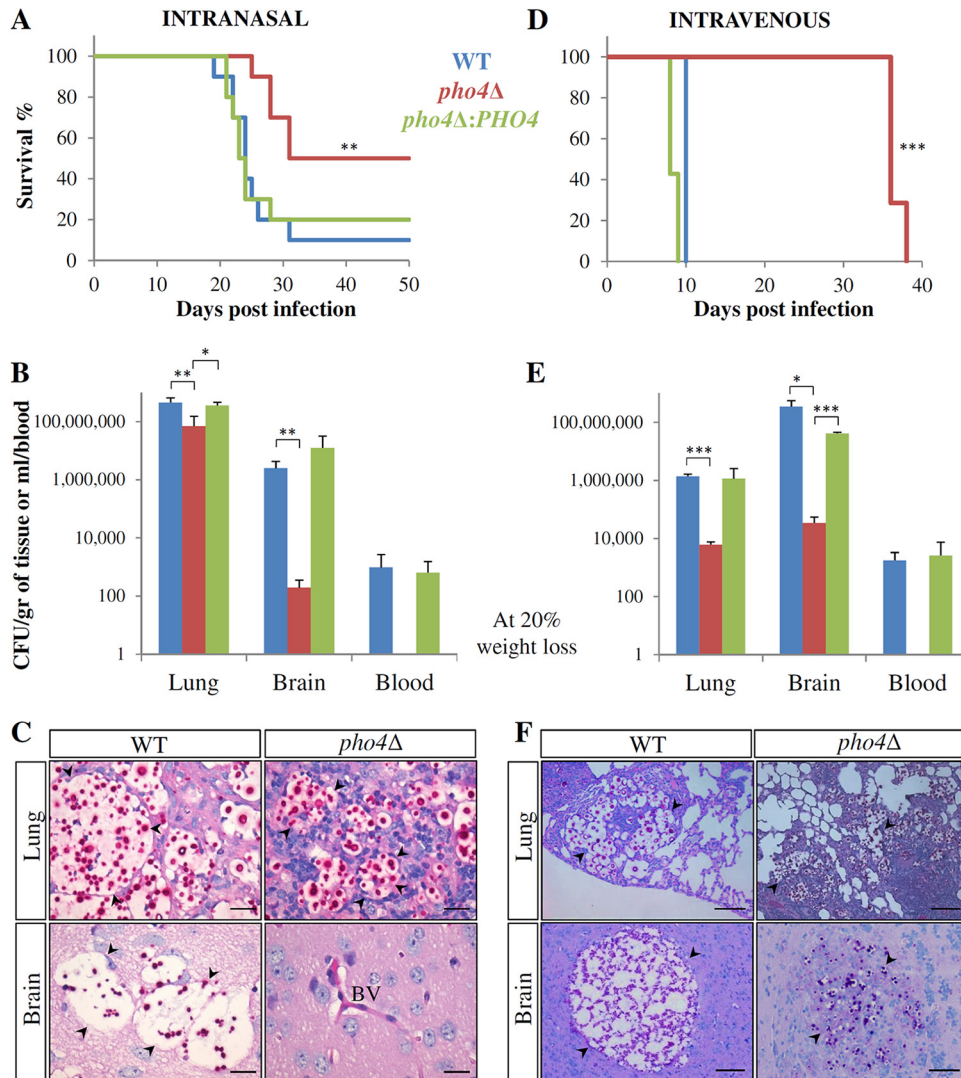 A INTRANASAL
100
80
60
40
20
0
Survival %
0 10 20 30 40 50
Days post infection
**
WT
pho4Δ
pho4Δ:PHO4
D INTRAVENOUS
100
80
60
40
20
0
0 10 20 30 40
Days post infection
***
B
CFU/gr of tissue or ml/blood
100,000,000
1,000,000
10,000
100
1
** *
**
Lung Brain Blood
At 20%
weight loss
E
100,000,000
1,000,000
10,000
100
1
***
*
***
Lung Brain Blood
C WT pho4Δ
Lung
Brain
BV
F WT pho4Δ
Lung
Brain